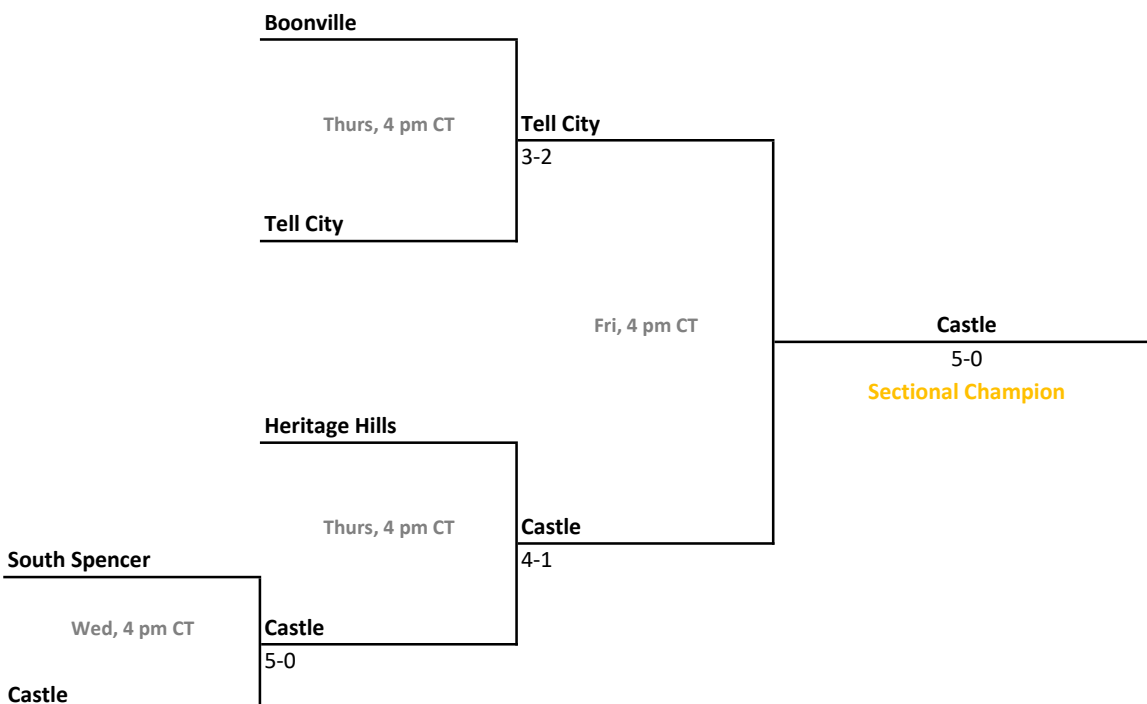 Boonville
Thurs, 4 pm CT
Tell City
3-2
Tell City
Fri, 4 pm CT
Castle
5-0
Sectional Champion
Heritage Hills
Thurs, 4 pm CT
Castle
4-1
South Spencer
Wed, 4 pm CT
Castle
5-0
Castle